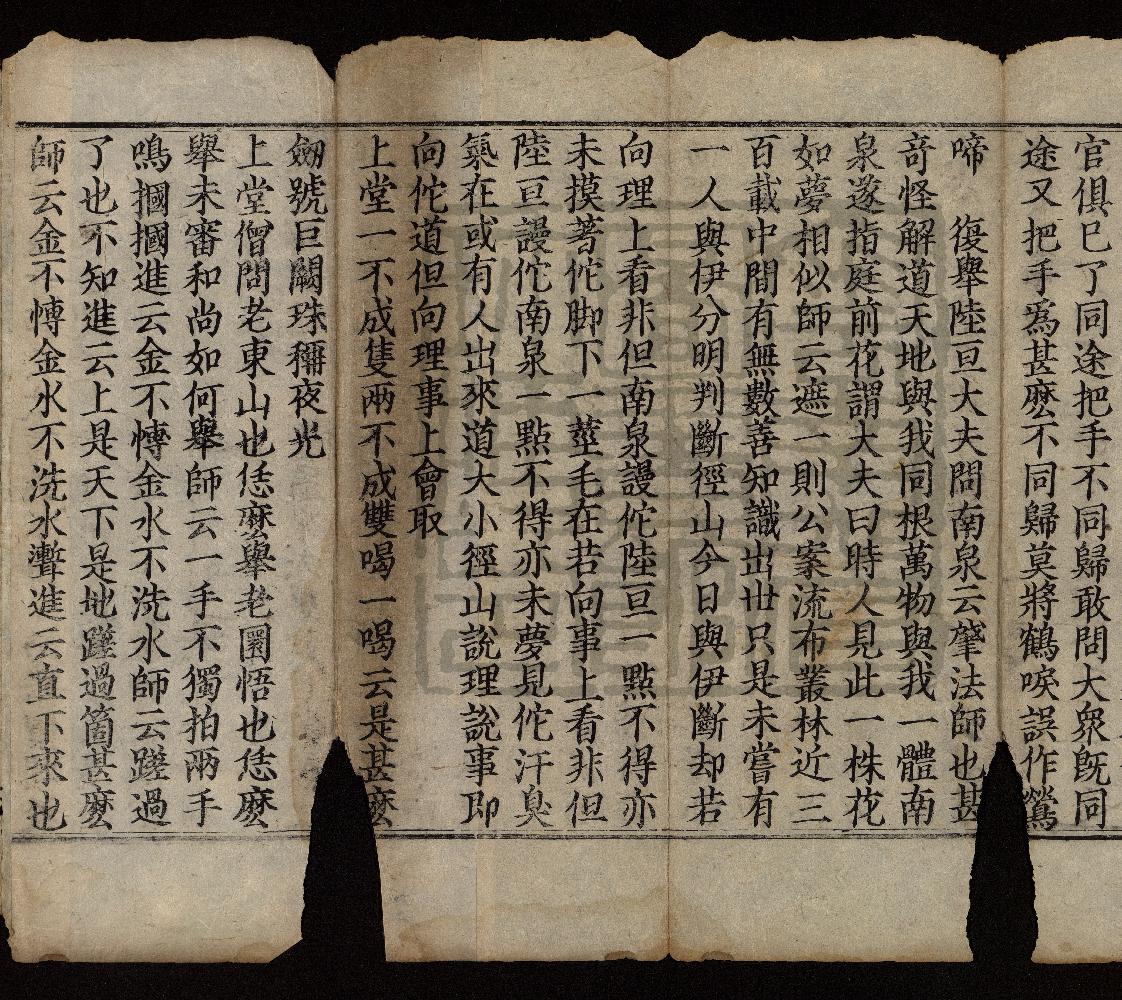 官俱已了同途把手不同歸敢問大衆既同
途又把手爲甚麽不同歸莫將鶴唳誤作鶯
啼　復舉陸亘大夫問南泉云肇法師也甚
奇怪解道天地與我同根萬物與我一體南
泉遂指庭前花謂大夫曰時人見此一株花
如夢相似師云遮一則公案流布叢林近三
百載中間有無數善知識出世只是未嘗有
一人與伊分明判斷徑山今日與伊斷却若
向理上看非但南泉謾佗陸亘一點不得亦
未摸著佗脚下一莖毛在若向事上看非但
陸亘謾佗南泉一點不得亦未夢見佗汗臭
氣在或有人出來道大小徑山説理説事即
向佗道但向理事上會取
上堂一不成隻兩不成雙喝一喝云是甚麽
劒號巨闕珠稱夜光
上堂僧問老東山也恁麽舉老圜悟也恁麽
舉未審和尚如何舉師云一手不獨拍兩手
鳴摑摑進云金不愽金水不洗水師云蹉過
了也不知進云上是天下是地蹉過箇甚麽
師云金不愽金水不洗水聻進云直下來也